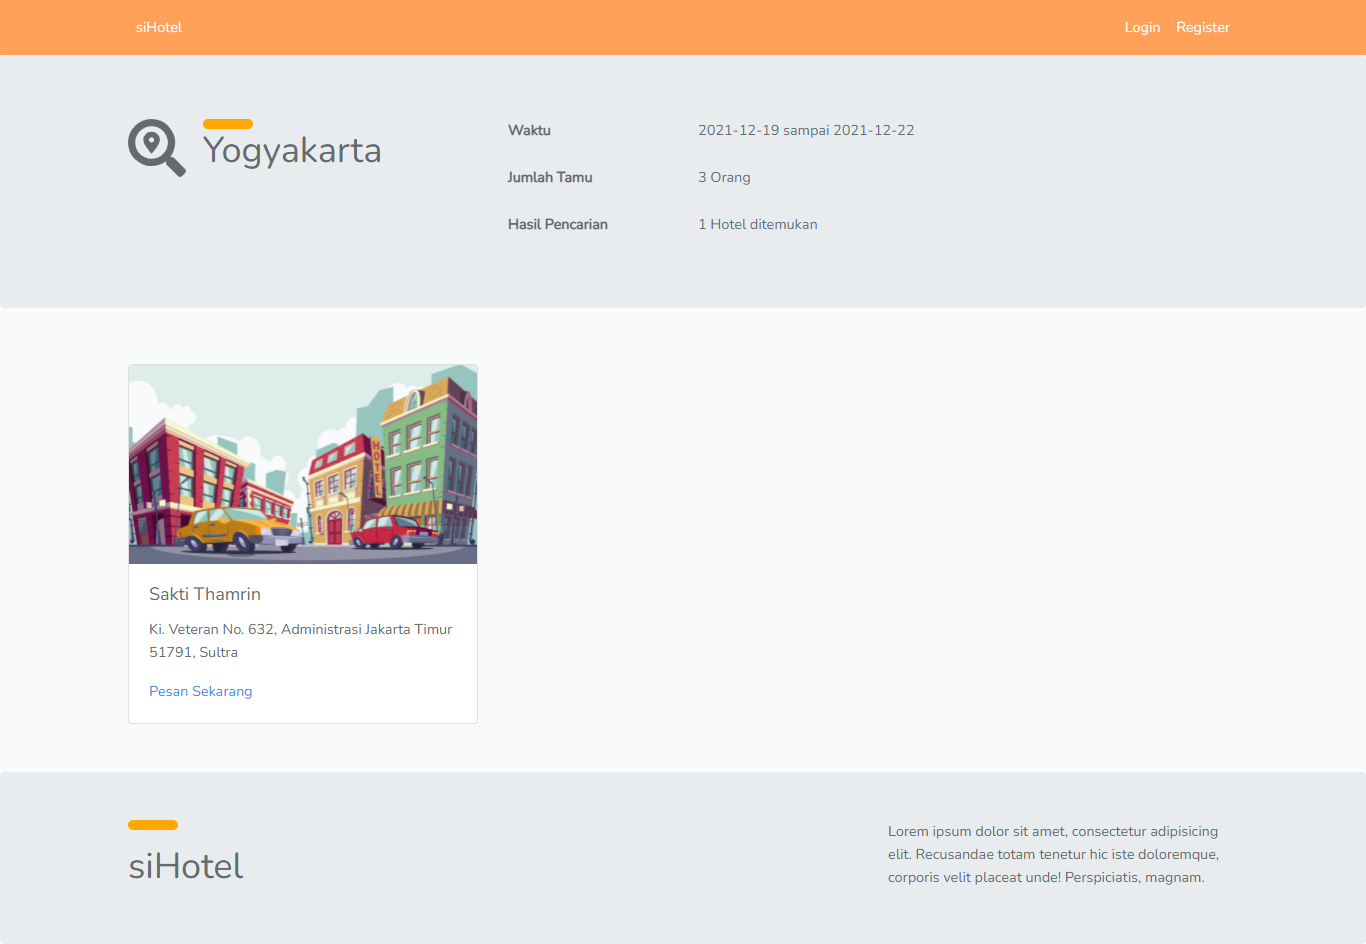 siHotel
Login Register
Yogyakarta
Waktu 2021-12-19 sampai 2021-12-22
Jumlah Tamu 3 Orang
Hasil Pencarian 1 Hotel ditemukan
HOTEL
Sakti Thamrin
Ki. Veteran No. 632, Administrasi Jakarta Timur
51791, Sultra
Pesan Sekarang
siHotel
Lorem ipsum dolor sit amet, consectetur adipisicing
elit. Recusandae totam tenetur hic iste doloremque,
corporis velit placeat unde! Perspiciatis, magnam.